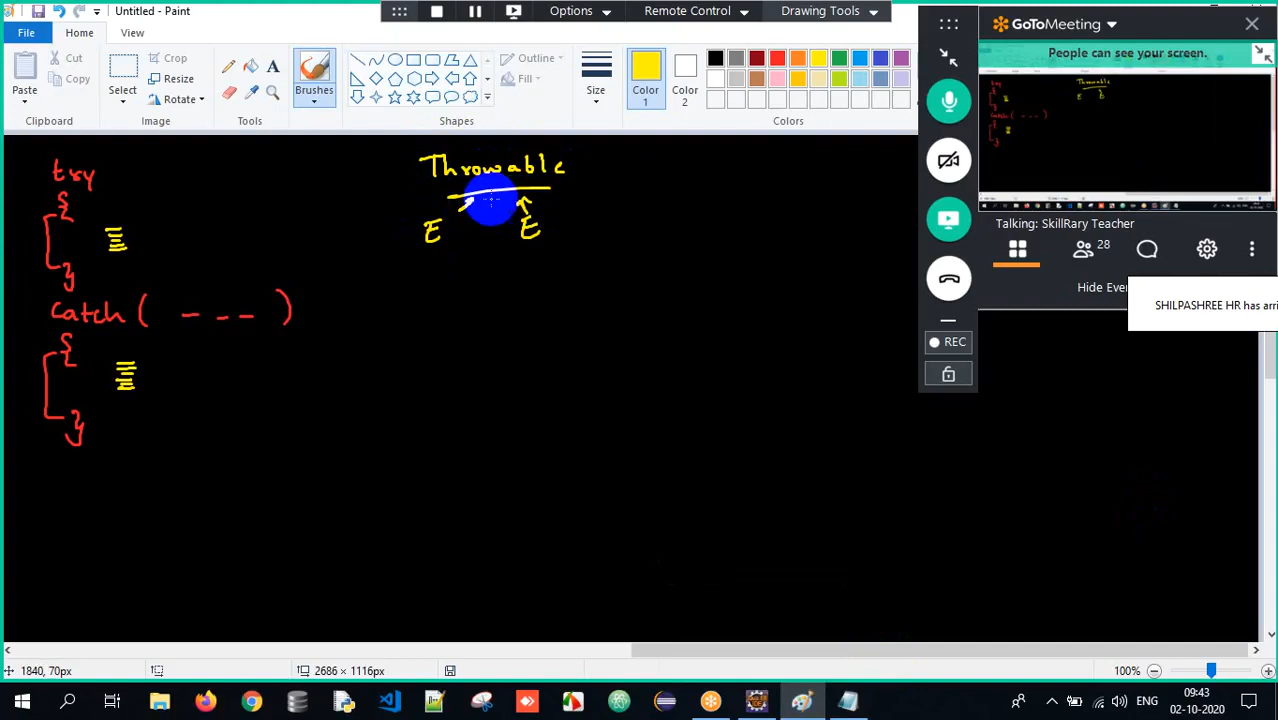 Untitled - Paint
Options
Remote Control
Drawing Tools
GoToMeeting
File
Home
View
People can see your screen.
Paste
Cut
Copy
Select
Crop
Resize
Rotate
A
Brushes
Outline
Fill
Size
Color 1
Color 2
Clipboard
Image
Tools
Shapes
Colors
try
{
}
catch ( - - - )
{
}
Throwable
E E
Talking: SkillRary Teacher
28
Hide Eve
SHILPASHREE HR has arri
REC
1840, 70px
2686 × 1116px
100%
ENG
09:43
02-10-2020